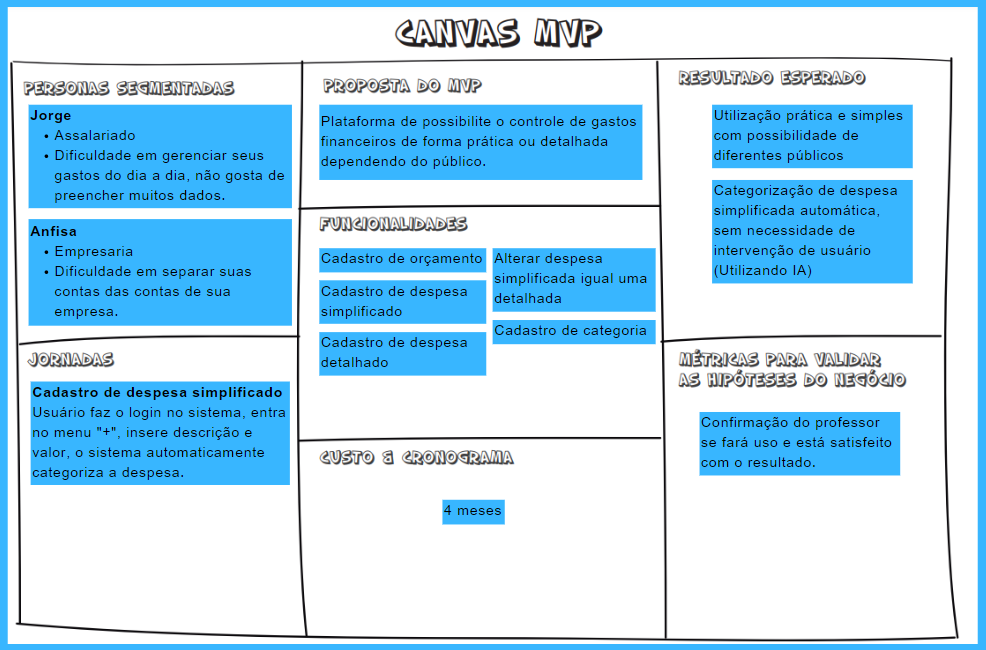 CANVAS MVP
PERSONAS SEGMENTADAS
Jorge
• Assalariado
• Dificuldade em gerenciar seus
gastos do dia a dia, não gosta de
preencher muitos dados.
Anfisa
• Empresaria
• Dificuldade em separar suas
contas das contas de sua
empresa.
JORNADAS
Cadastro de despesa simplificado
Usuário faz o login no sistema, entra
no menu "+", insere descrição e
valor, o sistema automaticamente
categoriza a despesa.
PROPOSTA DO MVP
Plataforma de possibilite o controle de gastos
financeiros de forma prática ou detalhada
dependendo do público.
FUNCIONALIDADES
Cadastro de orçamento
Cadastro de despesa
simplificado
Cadastro de despesa
detalhado
Alterar despesa
simplificada igual uma
detalhada
Cadastro de categoria
CUSTO & CRONOGRAMA
4 meses
RESULTADO ESPERADO
Utilização prática e simples
com possibilidade de
diferentes públicos
Categorização de despesa
simplificada automática,
sem necessidade de
intervenção de usuário
(Utilizando IA)
MÉTRICAS PARA VALIDAR
AS HIPÓTESES DO NEGÓCIO
Confirmação do professor
se fará uso e está satisfeito
com o resultado.